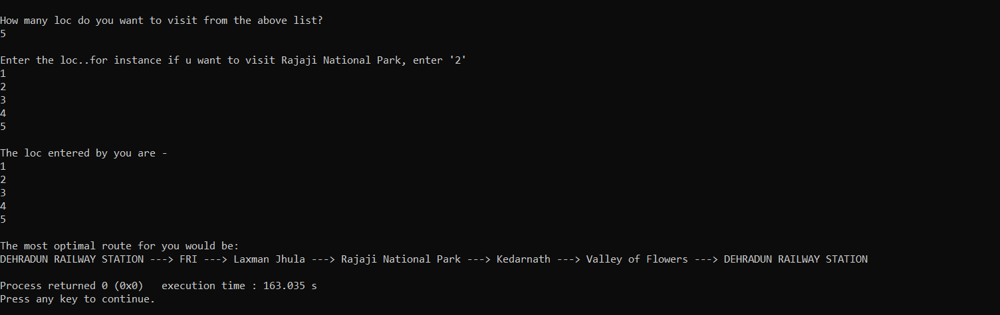 How many loc do you want to visit from the above list?
5
Enter the loc..for instance if u want to visit Rajaji National Park, enter '2'
1
2
3
4
5
The loc entered by you are -
1
2
3
4
5
The most optimal route for you would be:
DEHRADUN RAILWAY STATION ---> FRI ---> Laxman Jhula ---> Rajaji National Park ---> Kedarnath ---> Valley of Flowers ---> DEHRADUN RAILWAY STATION
Process returned 0 (0x0)   execution time : 163.035 s
Press any key to continue.